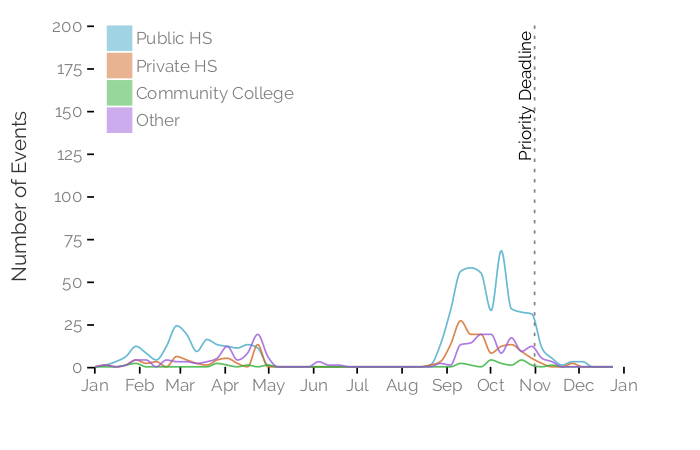 200
175
150
125
100
75
50
25
0
Number of Events
Public HS
Private HS
Community College
Other
Priority Deadline
Jan Feb Mar Apr May Jun Jul Aug Sep Oct Nov Dec Jan